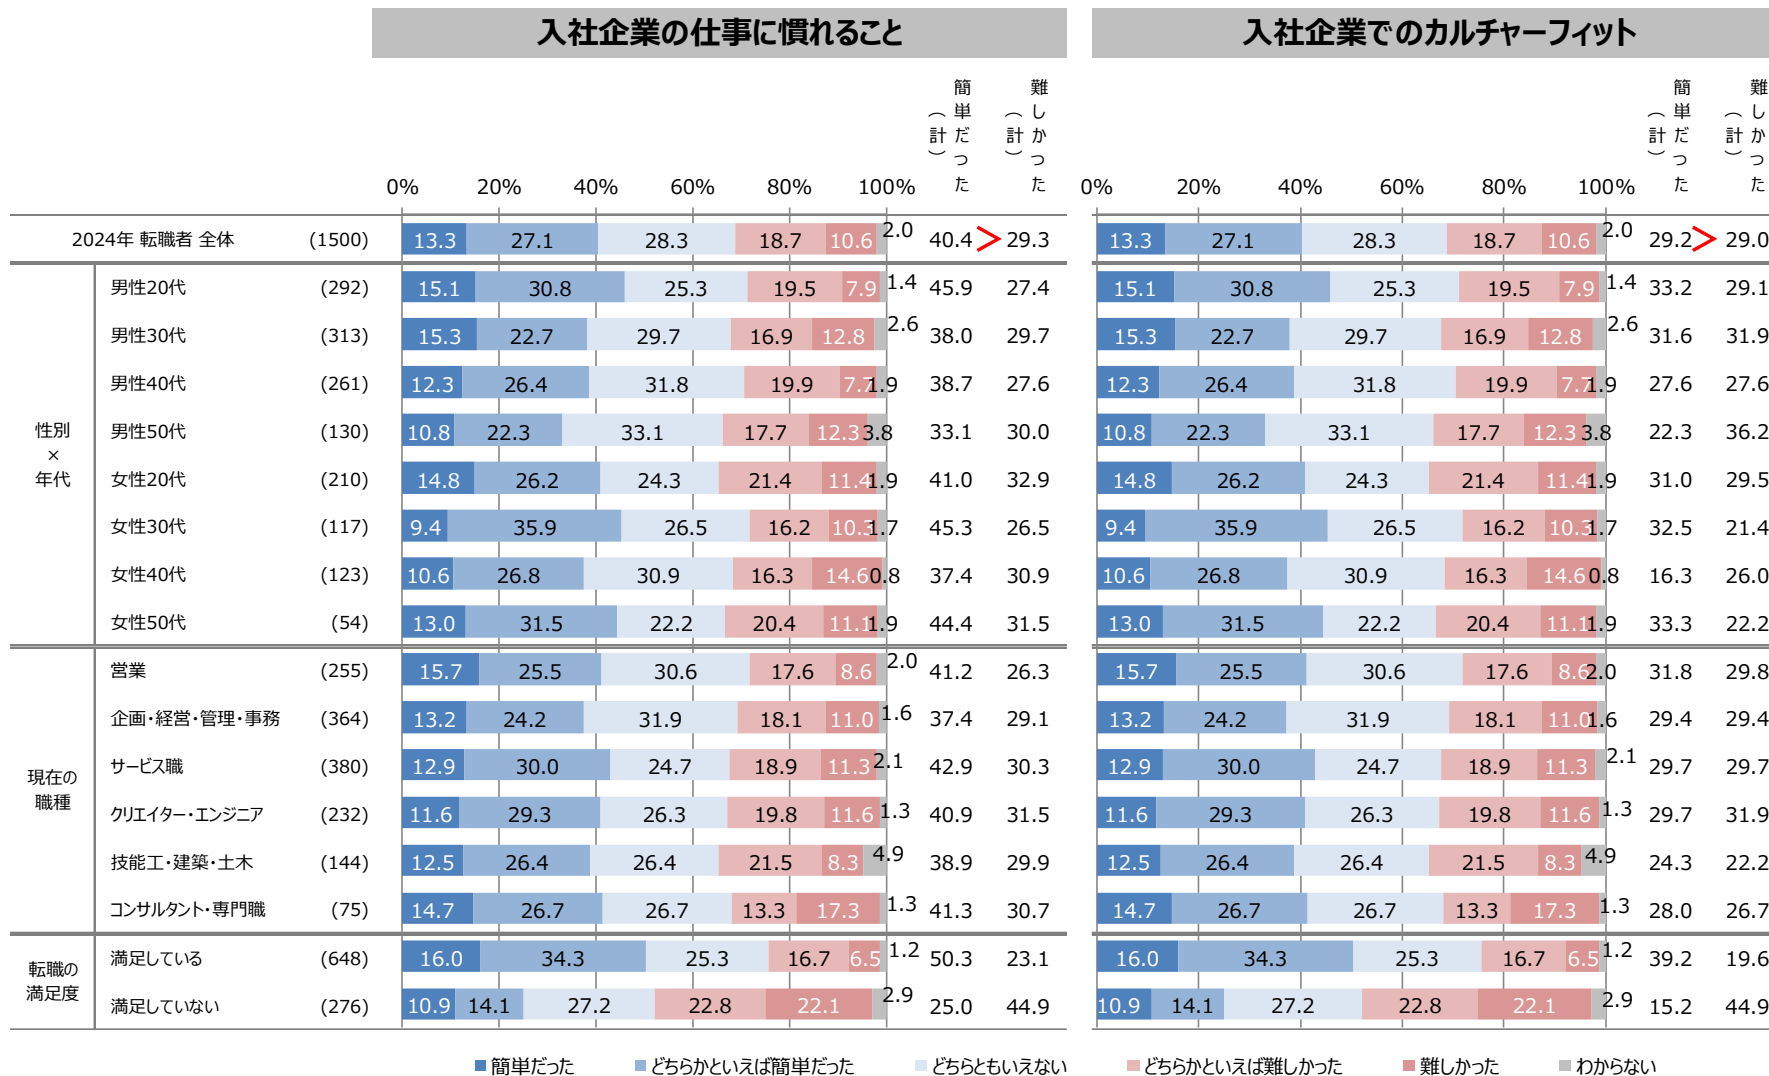 入社企業の仕事に慣れること 入社企業でのカルチャーフィット
簡単だった（計） 難しかった（計） 簡単だった（計） 難しかった（計）
0% 20% 40% 60% 80% 100% 0% 20% 40% 60% 80% 100%
2024年 転職者 全体 (1500) 13.3 27.1 28.3 18.7 10.6 2.0 40.4 > 29.3 13.3 27.1 28.3 18.7 10.6 2.0 29.2 > 29.0
性別×年代
男性20代 (292) 15.1 30.8 25.3 19.5 7.9 1.4 45.9 27.4 15.1 30.8 25.3 19.5 7.9 1.4 33.2 29.1
男性30代 (313) 15.3 22.7 29.7 16.9 12.8 2.6 38.0 29.7 15.3 22.7 29.7 16.9 12.8 2.6 31.6 31.9
男性40代 (261) 12.3 26.4 31.8 19.9 7.7 1.9 38.7 27.6 12.3 26.4 31.8 19.9 7.7 1.9 27.6 27.6
男性50代 (130) 10.8 22.3 33.1 17.7 12.3 3.8 33.1 30.0 10.8 22.3 33.1 17.7 12.3 3.8 22.3 36.2
女性20代 (210) 14.8 26.2 24.3 21.4 11.4 1.9 41.0 32.9 14.8 26.2 24.3 21.4 11.4 1.9 31.0 29.5
女性30代 (117) 9.4 35.9 26.5 16.2 10.3 1.7 45.3 26.5 9.4 35.9 26.5 16.2 10.3 1.7 32.5 21.4
女性40代 (123) 10.6 26.8 30.9 16.3 14.6 0.8 37.4 30.9 10.6 26.8 30.9 16.3 14.6 0.8 16.3 26.0
女性50代 (54) 13.0 31.5 22.2 20.4 11.1 1.9 44.4 31.5 13.0 31.5 22.2 20.4 11.1 1.9 33.3 22.2
現在の職種
営業 (255) 15.7 25.5 30.6 17.6 8.6 2.0 41.2 26.3 15.7 25.5 30.6 17.6 8.6 2.0 31.8 29.8
企画・経営・管理・事務 (364) 13.2 24.2 31.9 18.1 11.0 1.6 37.4 29.1 13.2 24.2 31.9 18.1 11.0 1.6 29.4 29.4
サービス職 (380) 12.9 30.0 24.7 18.9 11.3 2.1 42.9 30.3 12.9 30.0 24.7 18.9 11.3 2.1 29.7 29.7
クリエイター・エンジニア (232) 11.6 29.3 26.3 19.8 11.6 1.3 40.9 31.5 11.6 29.3 26.3 19.8 11.6 1.3 29.7 31.9
技能工・建築・土木 (144) 12.5 26.4 26.4 21.5 8.3 4.9 38.9 29.9 12.5 26.4 26.4 21.5 8.3 4.9 24.3 22.2
コンサルタント・専門職 (75) 14.7 26.7 26.7 13.3 17.3 1.3 41.3 30.7 14.7 26.7 26.7 13.3 17.3 1.3 28.0 26.7
転職の満足度
満足している (648) 16.0 34.3 25.3 16.7 6.5 1.2 50.3 23.1 16.0 34.3 25.3 16.7 6.5 1.2 39.2 19.6
満足していない (276) 10.9 14.1 27.2 22.8 22.1 2.9 25.0 44.9 10.9 14.1 27.2 22.8 22.1 2.9 15.2 44.9
簡単だった どちらかといえば簡単だった どちらともいえない どちらかといえば難しかった 難しかった わからない